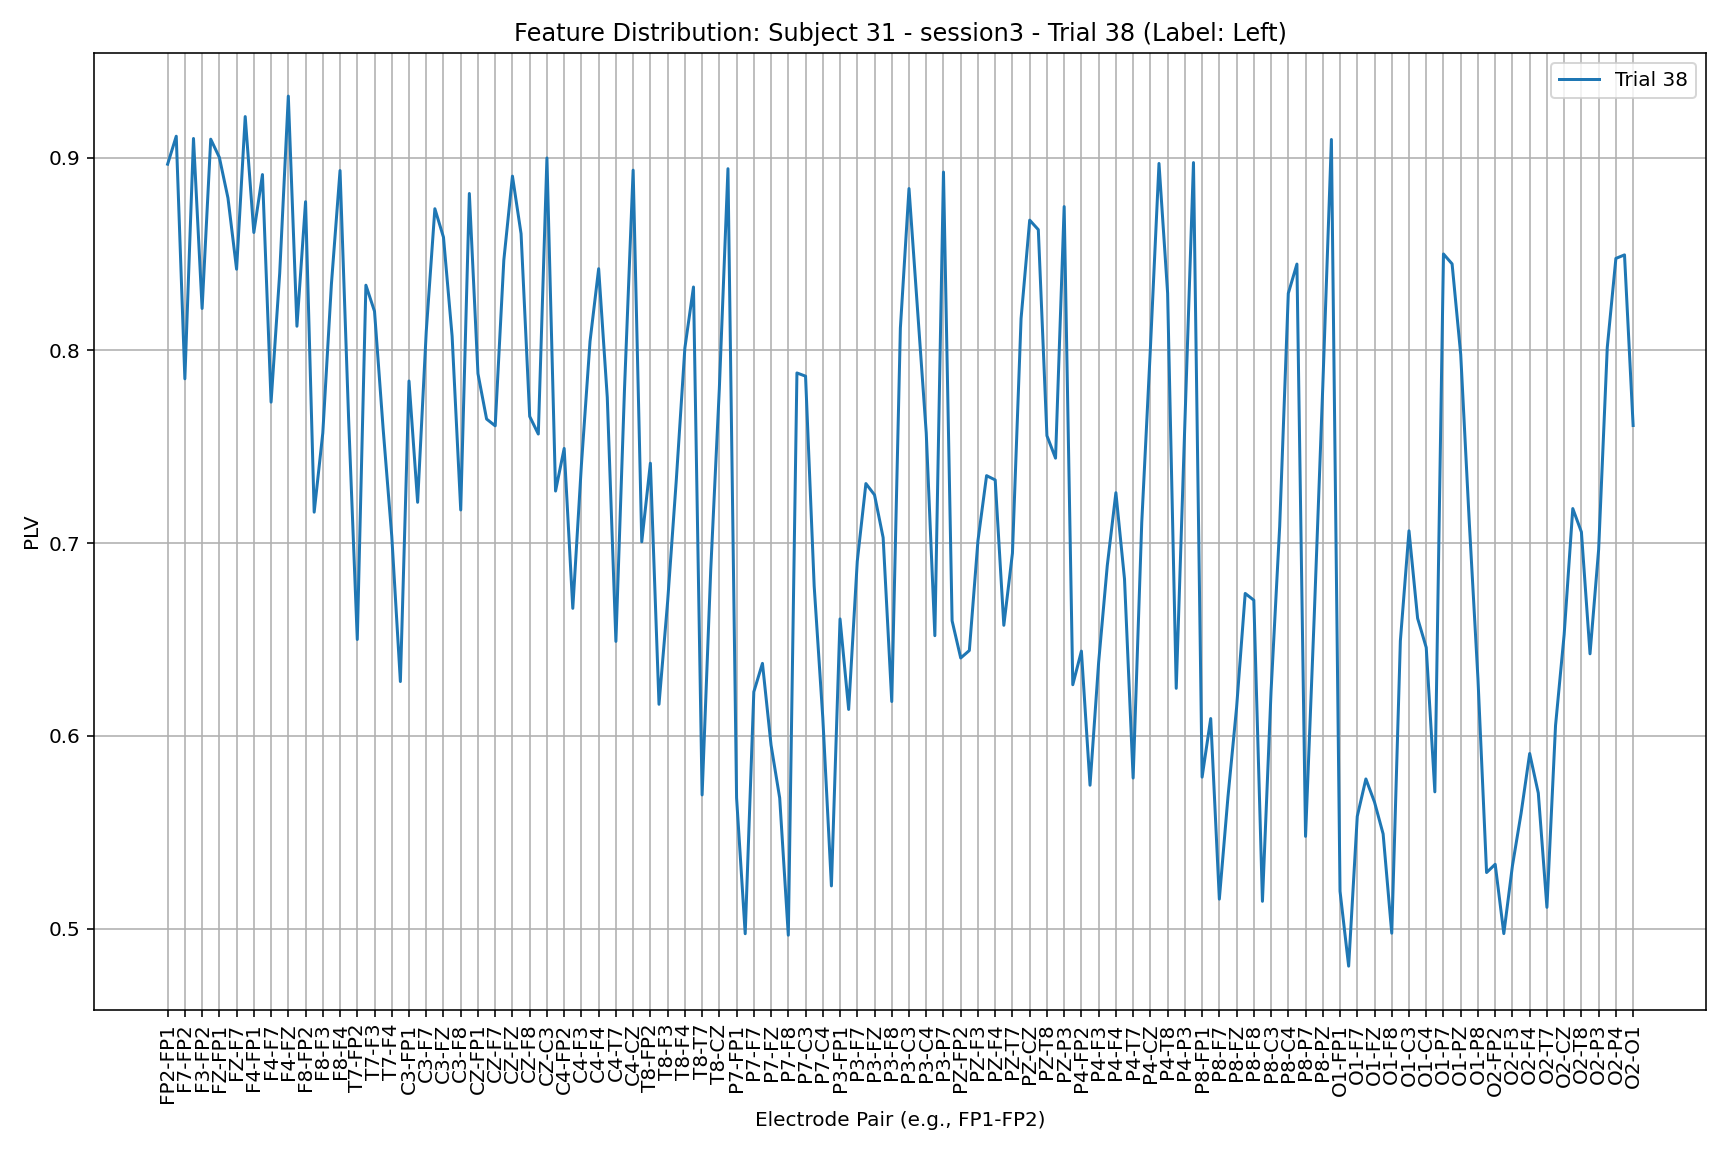 Feature Distribution: Subject 31 - session3 - Trial 38 (Label: Left)
Trial 38
PLV
0.9
0.8
0.7
0.6
0.5
FP2-FP1
F7-FP2
F3-FP2
FZ-FP1
FZ-F7
F4-FP1
F4-F7
F4-FZ
F8-FP2
F8-F3
F8-F4
T7-FP2
T7-F3
T7-F4
C3-FP1
C3-F7
C3-FZ
C3-F8
CZ-FP1
CZ-F7
CZ-FZ
CZ-F8
CZ-C3
C4-FP2
C4-F3
C4-F4
C4-T7
C4-CZ
T8-FP2
T8-F3
T8-F4
T8-T7
T8-CZ
P7-FP1
P7-F7
P7-FZ
P7-F8
P7-C3
P7-C4
P3-FP1
P3-F7
P3-FZ
P3-F8
P3-C3
P3-C4
P3-P7
PZ-FP2
PZ-F3
PZ-F4
PZ-T7
PZ-CZ
PZ-T8
PZ-P3
P4-FP2
P4-F3
P4-F4
P4-T7
P4-CZ
P4-T8
P4-P3
P8-FP1
P8-F7
P8-FZ
P8-F8
P8-C3
P8-C4
P8-P7
P8-PZ
O1-FP1
O1-F7
O1-FZ
O1-F8
O1-C3
O1-C4
O1-P7
O1-PZ
O1-P8
O2-FP2
O2-F3
O2-F4
O2-T7
O2-CZ
O2-T8
O2-P3
O2-P4
O2-O1
Electrode Pair (e.g., FP1-FP2)